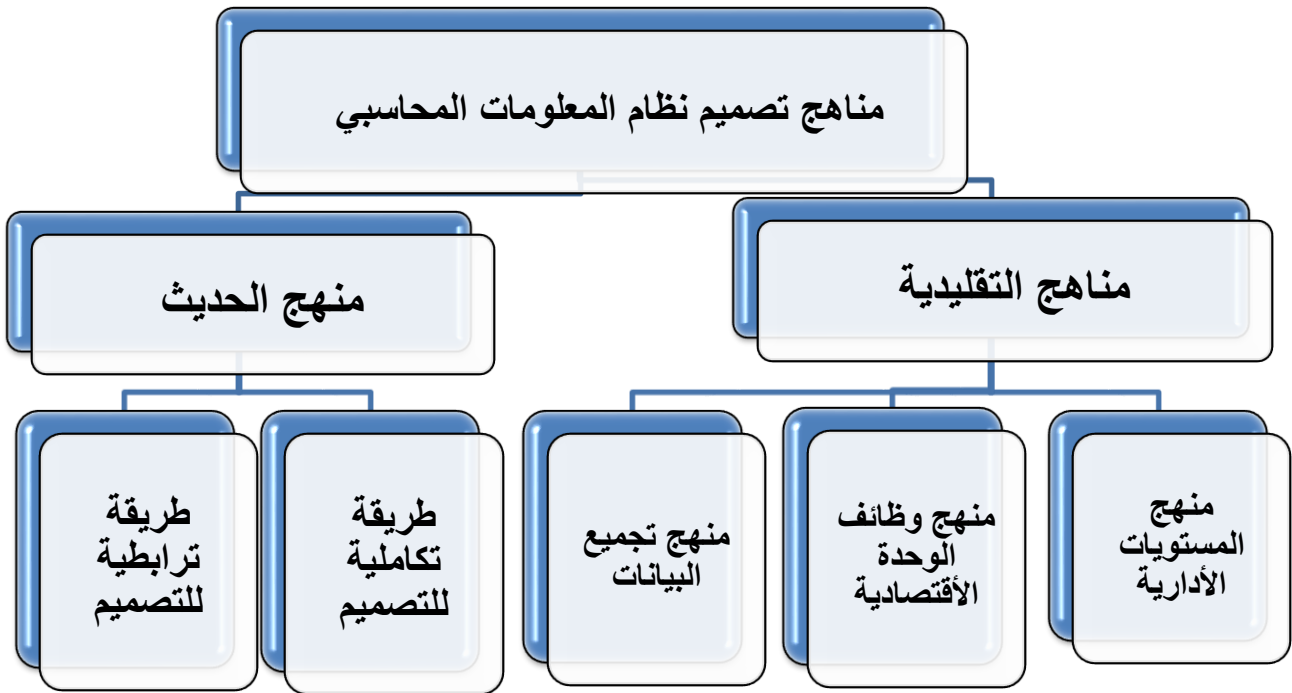 مناهج تصميم نظام المعلومات المحاسبي
مناهج التقليدية
منهج الحديث
منهج
المستويات
الأدارية
منهج وظائف
الوحدة
الأقتصادية
منهج تجميع
البيانات
طريقة
تكاملية
للتصميم
طريقة
ترابطية
للتصميم